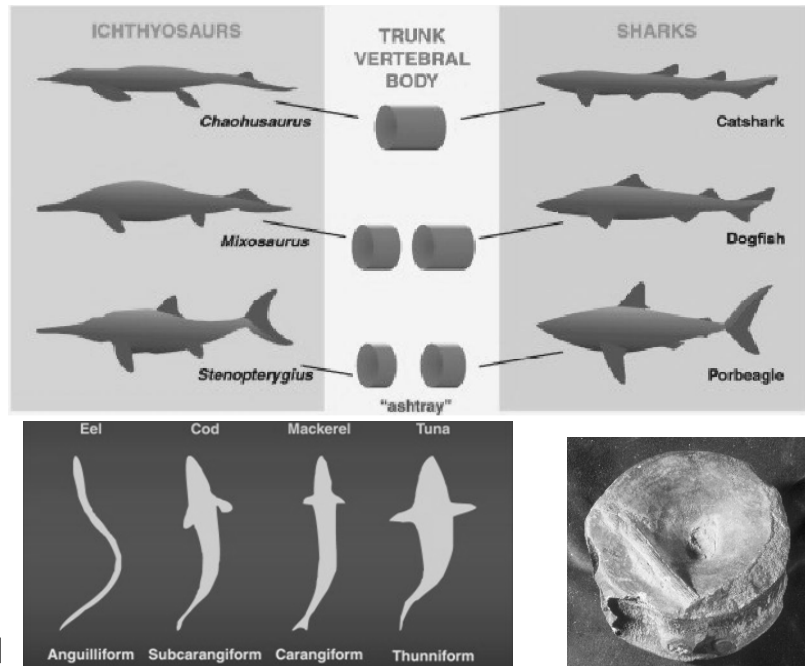 ICHTHYOSAURS
TRUNK
VERTEBRAL
BODY
SHARKS
Chaohusaurus
Catshark
Mixosaurus
Dogfish
Stenopterygius
Porbeagle
"ashtray"
Eel Cod Mackerel Tuna
Anguilliform Subcarangiform Carangiform Thunniform